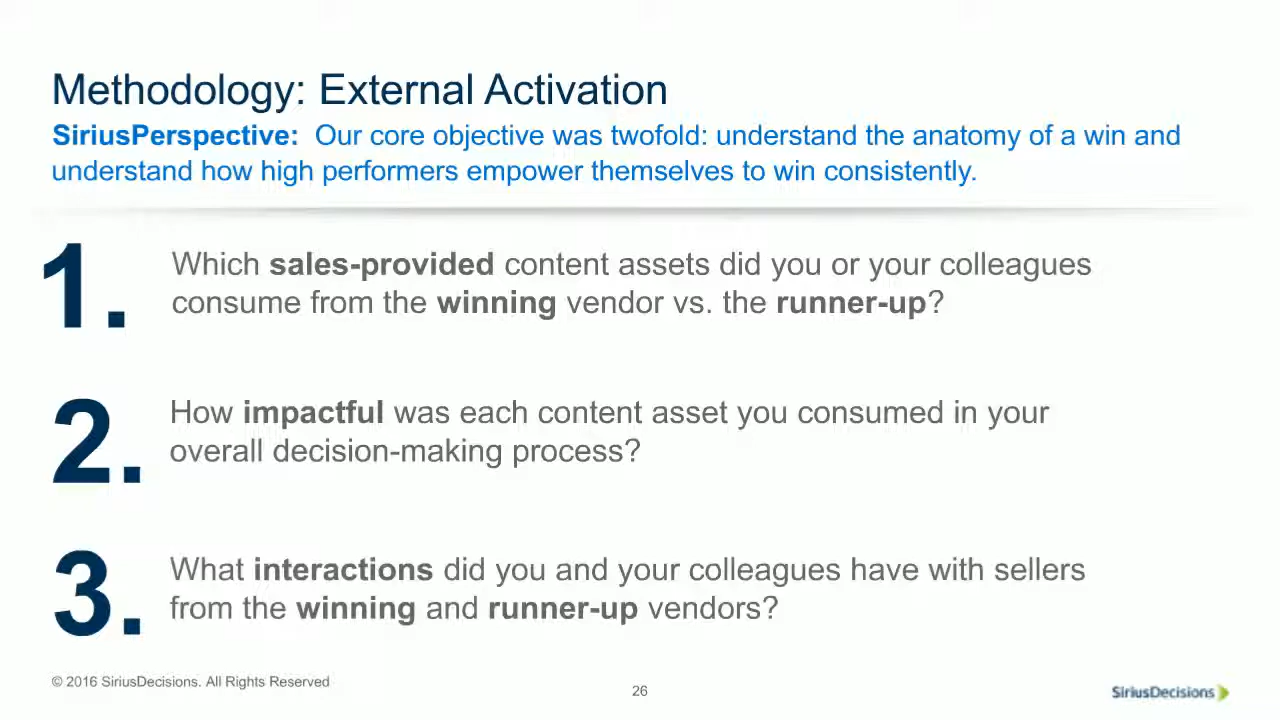 Methodology: External Activation
SiriusPerspective: Our core objective was twofold: understand the anatomy of a win and
understand how high performers empower themselves to win consistently.
1.
Which sales-provided content assets did you or your colleagues
consume from the winning vendor vs. the runner-up?
2.
How impactful was each content asset you consumed in your
overall decision-making process?
3.
What interactions did you and your colleagues have with sellers
from the winning and runner-up vendors?
© 2016 SiriusDecisions. All Rights Reserved
26
SiriusDecisions